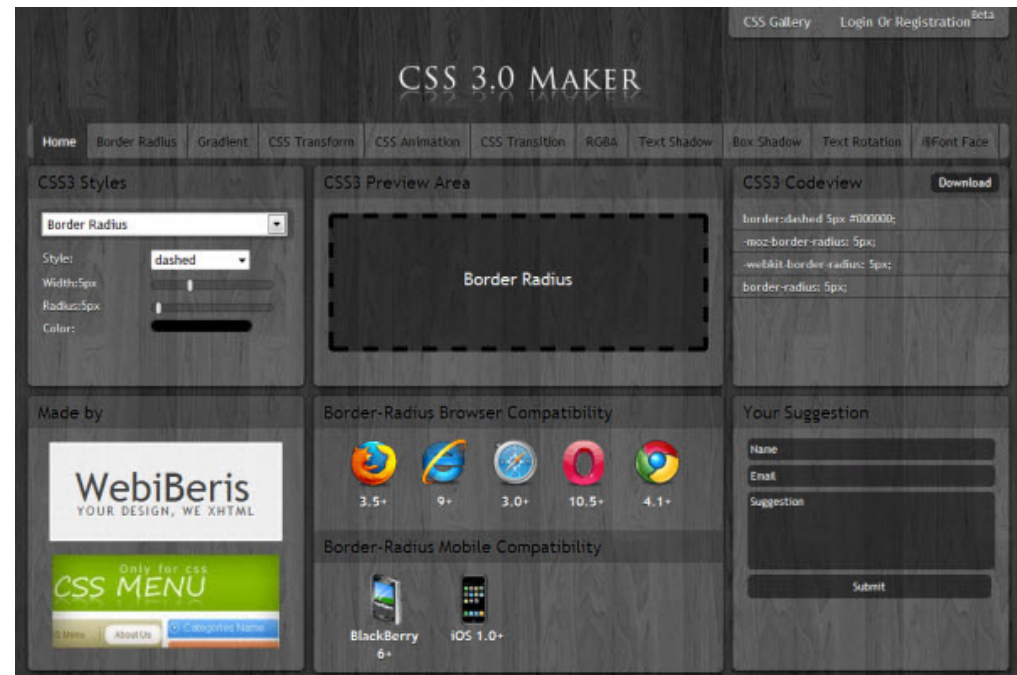 CSS Gallery Login Or Registration Beta
CSS 3.0 MAKER
Home Border Radius Gradient CSS Transform CSS Animation CSS Transition RGBA Text Shadow Box Shadow Text Rotation @Font Face
CSS3 Styles
Border Radius
Style: dashed
Width:5px
Radius:5px
Color:
CSS3 Preview Area
Border Radius
CSS3 Codeview Download
border:dashed 5px #000000;
-moz-border-radius: 5px;
-webkit-border-radius: 5px;
border-radius: 5px;
Made by
WebiBeris
YOUR DESIGN, WE XHTML
Only for css
CSS MENU
Menu About Us Categories Name
Border-Radius Browser Compatibility
3.5+ 9+ 3.0+ 10.5+ 4.1+
Border-Radius Mobile Compatibility
BlackBerry 6+
iOS 1.0+
Your Suggestion
Name
Email
Suggestion
Submit